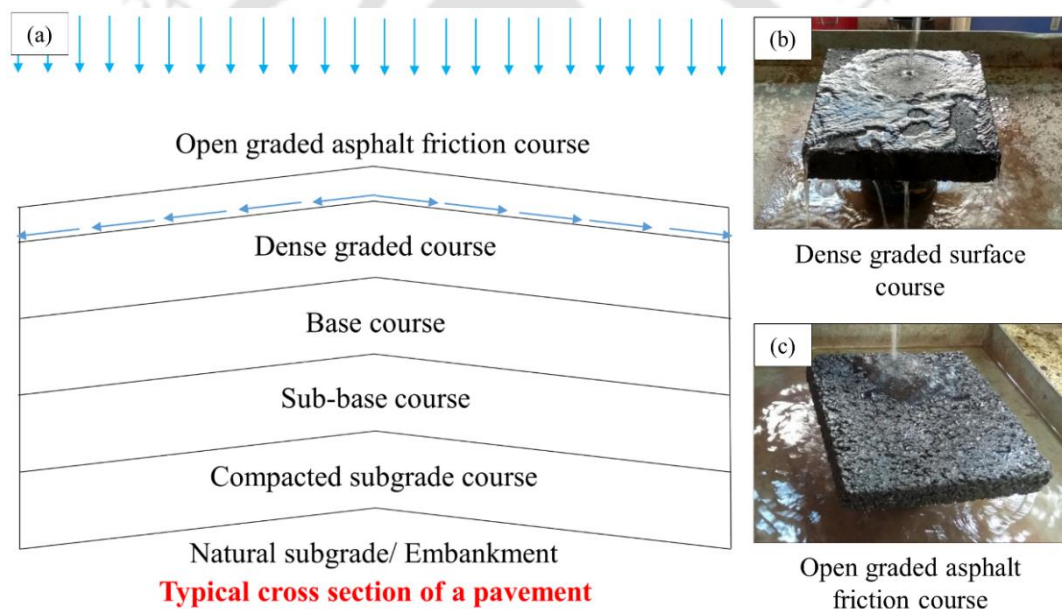 (a)
Open graded asphalt friction course
Dense graded course
Base course
Sub-base course
Compacted subgrade course
Natural subgrade/ Embankment
Typical cross section of a pavement
(b)
Dense graded surface
course
(c)
Open graded asphalt
friction course